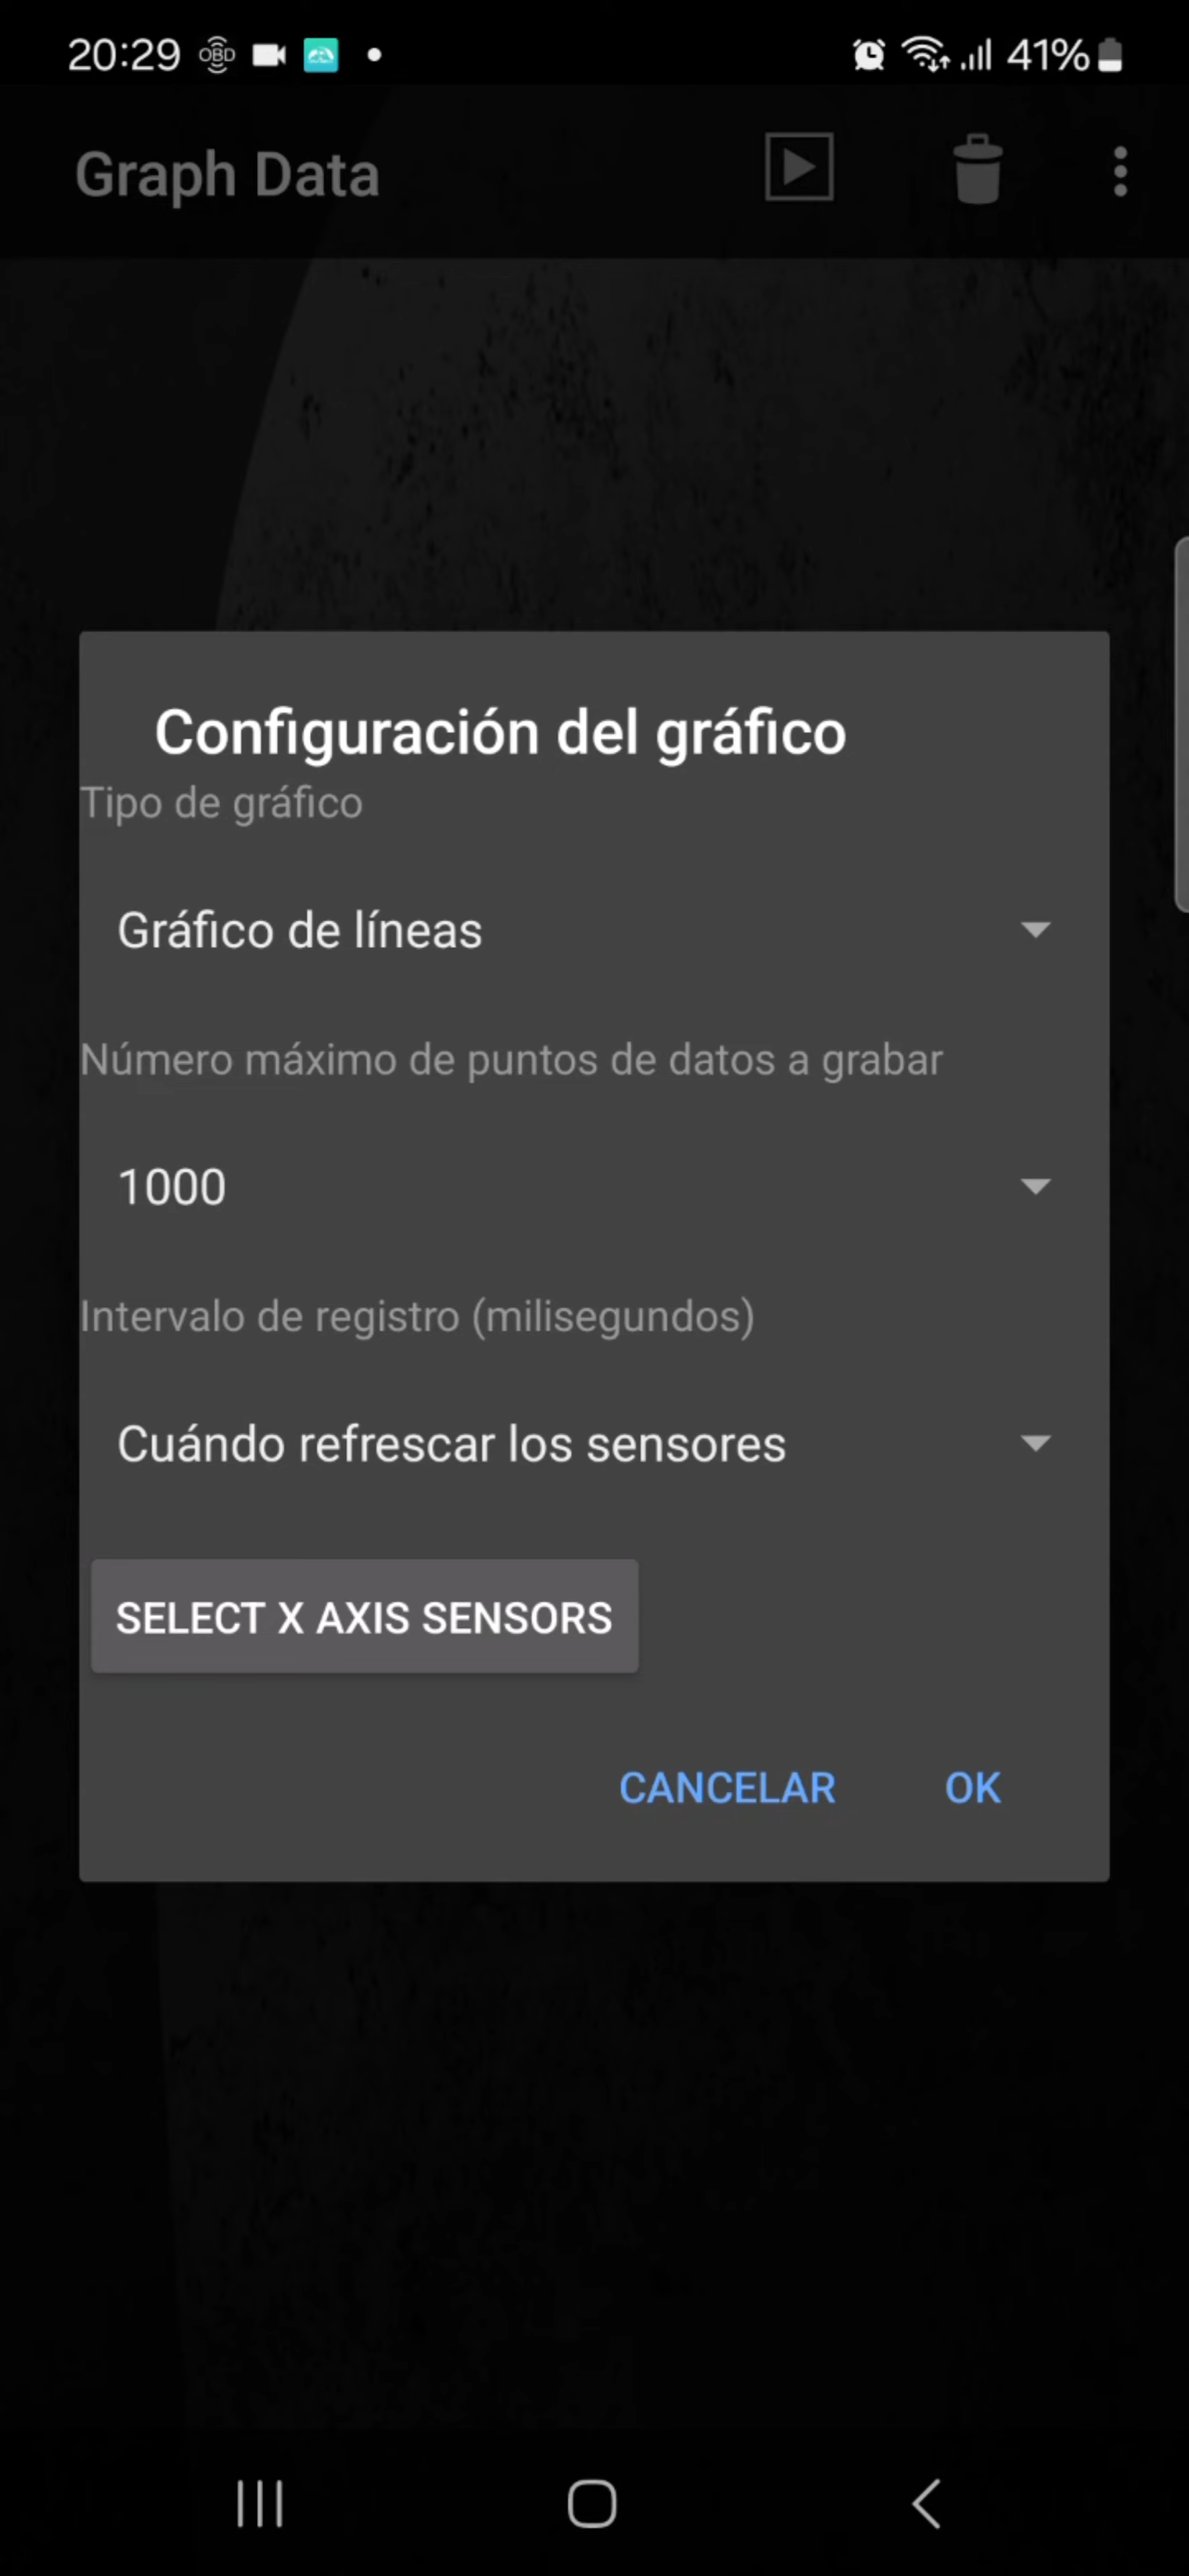 20:29 OBD 41%
Graph Data
Configuración del gráfico
Tipo de gráfico
Gráfico de líneas
Número máximo de puntos de datos a grabar
1000
Intervalo de registro (milisegundos)
Cuándo refrescar los sensores
SELECT X AXIS SENSORS
CANCELAR OK